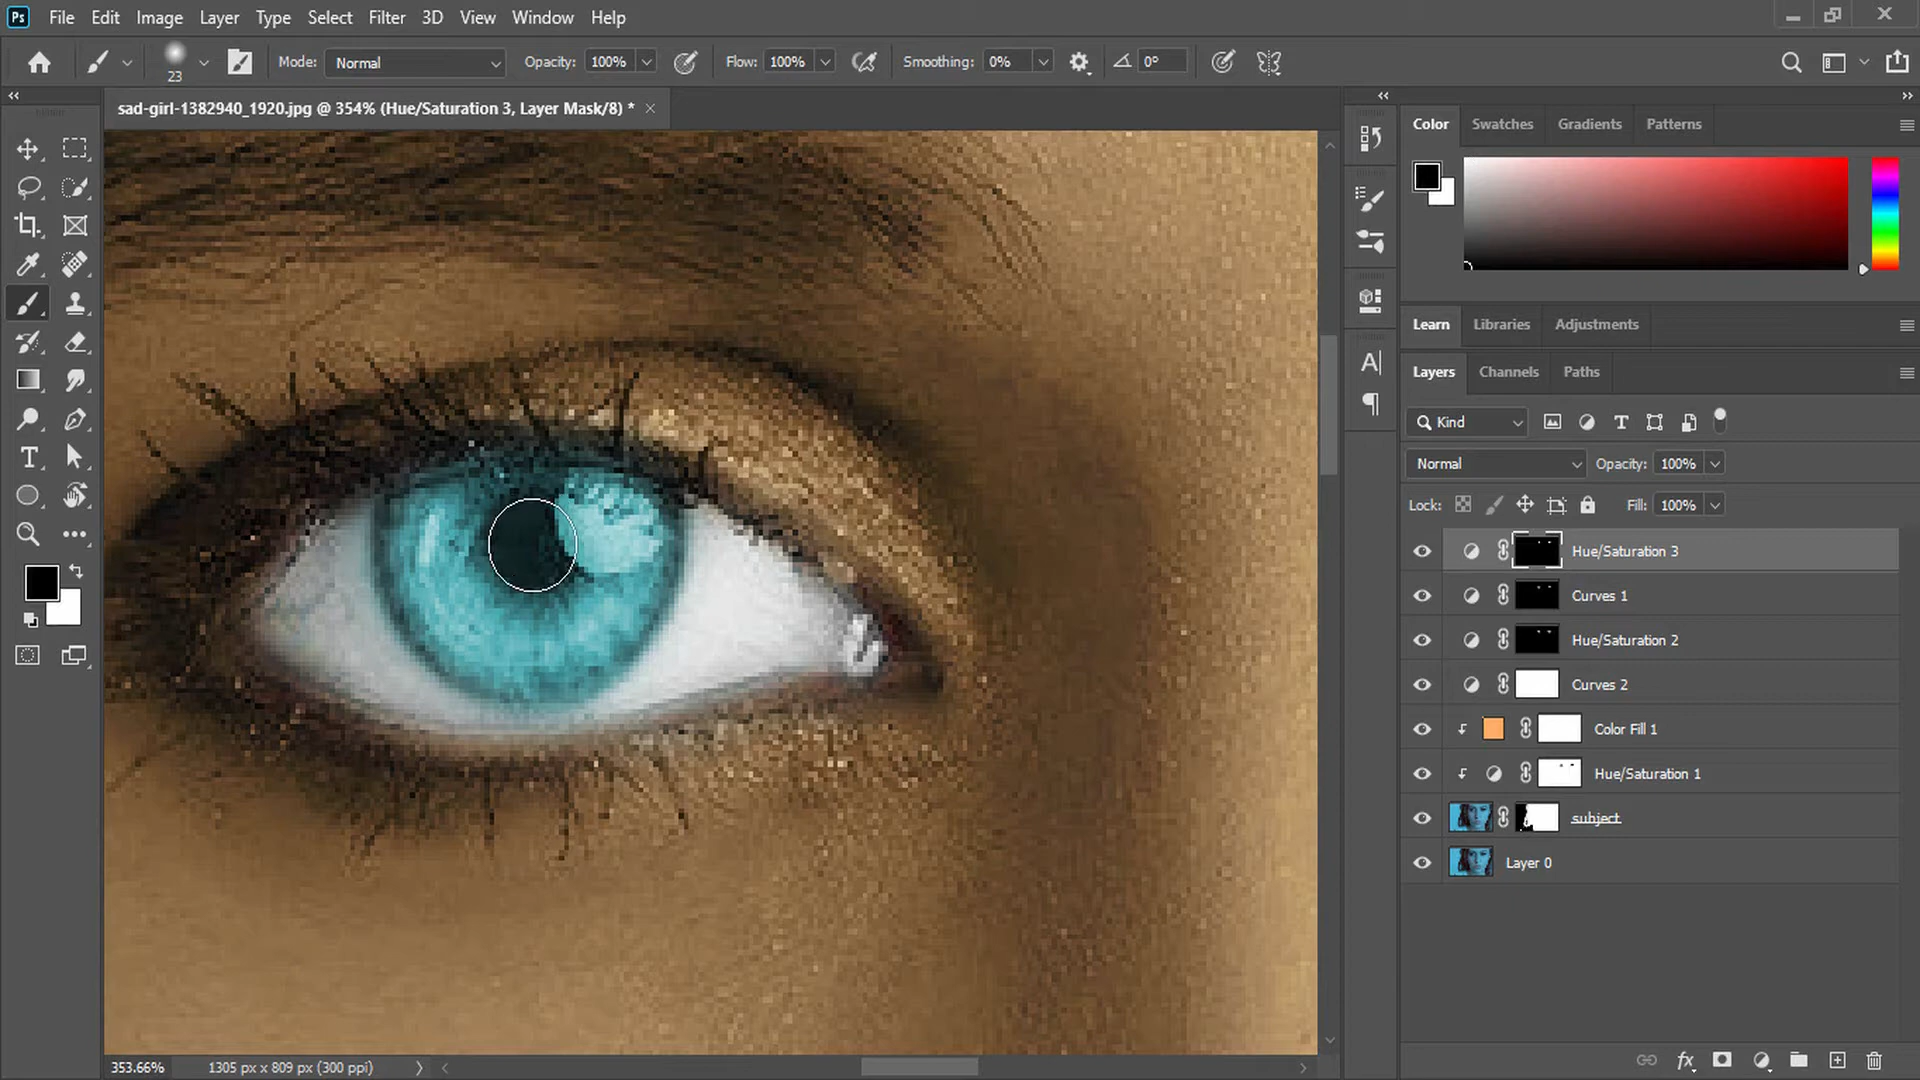 Ps File Edit Image Layer Type Select Filter 3D View Window Help
23 Mode: Normal Opacity: 100% Flow: 100% Smoothing: 0% 0°
sad-girl-1382940_1920.jpg @ 354% (Hue/Saturation 3, Layer Mask/8) *
Color Swatches Gradients Patterns
Learn Libraries Adjustments
Layers Channels Paths
Kind
Normal Opacity: 100%
Lock: Fill: 100%
Hue/Saturation 3
Curves 1
Hue/Saturation 2
Curves 2
Color Fill 1
Hue/Saturation 1
subject
Layer 0
353.66% 1305 px x 809 px (300 ppi)